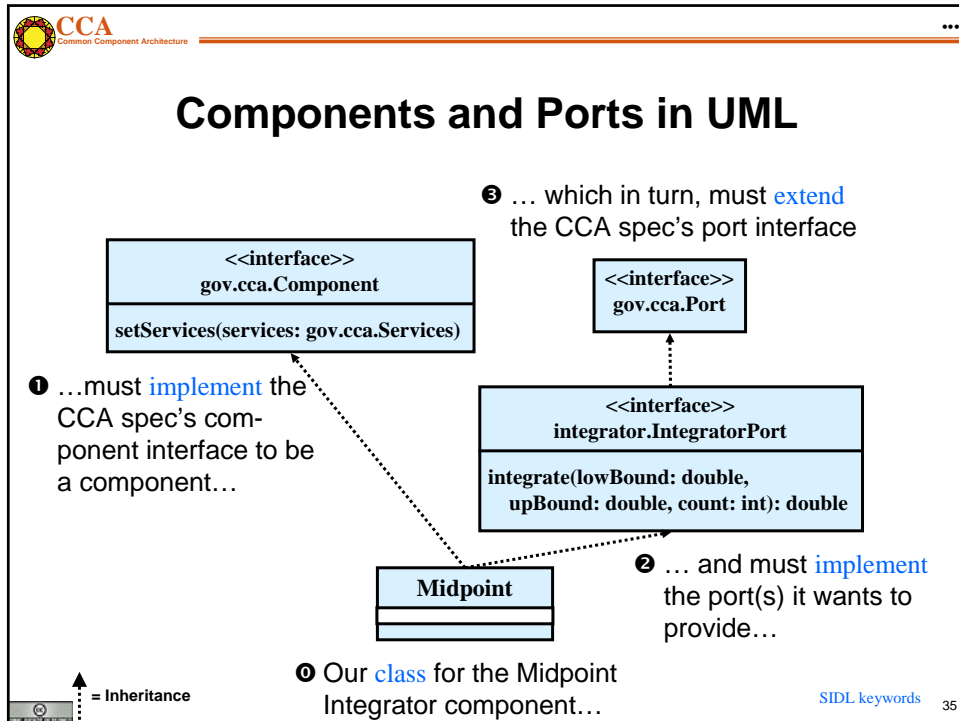 CCA
Common Component Architecture
•••
Components and Ports in UML
❸ … which in turn, must extend
the CCA spec’s port interface
<<interface>>
gov.cca.Component
setServices(services: gov.cca.Services)
<<interface>>
gov.cca.Port
❶ …must implement the
CCA spec’s com-
ponent interface to be
a component…
<<interface>>
integrator.IntegratorPort
integrate(lowBound: double,
upBound: double, count: int): double
Midpoint
❷ … and must implement
the port(s) it wants to
provide…
⓿ Our class for the Midpoint
Integrator component…
= Inheritance
SIDL keywords
35